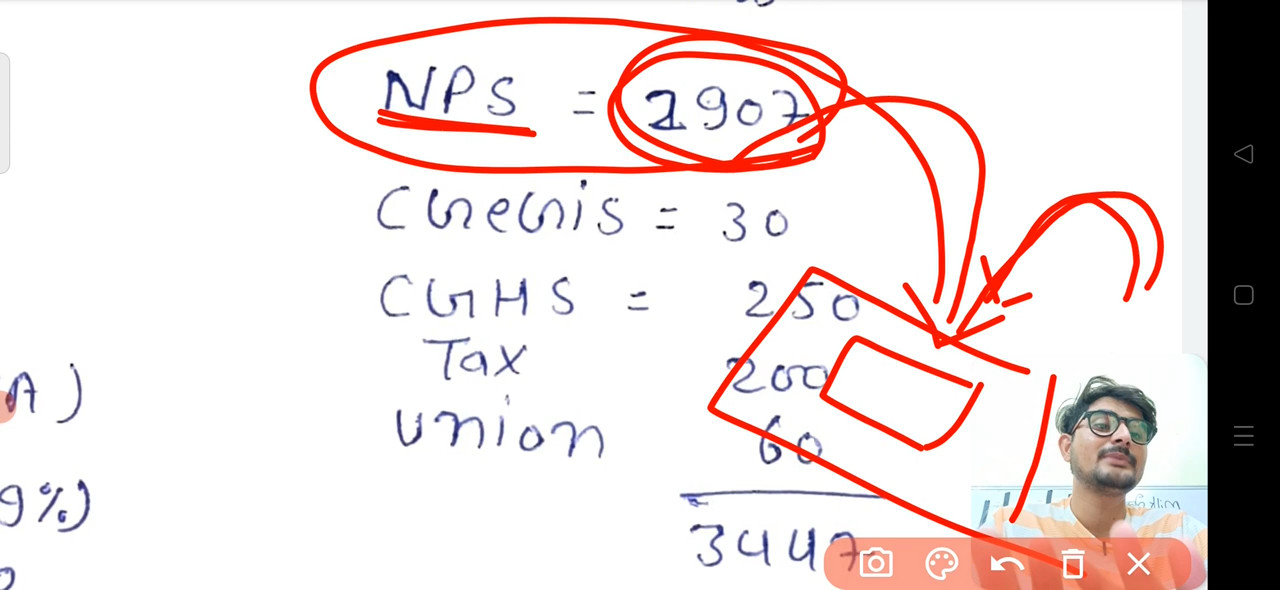 NPS = 2907
CGeGis = 30
CGHS = 250
Tax 200
A)
union 60
9%)
3447